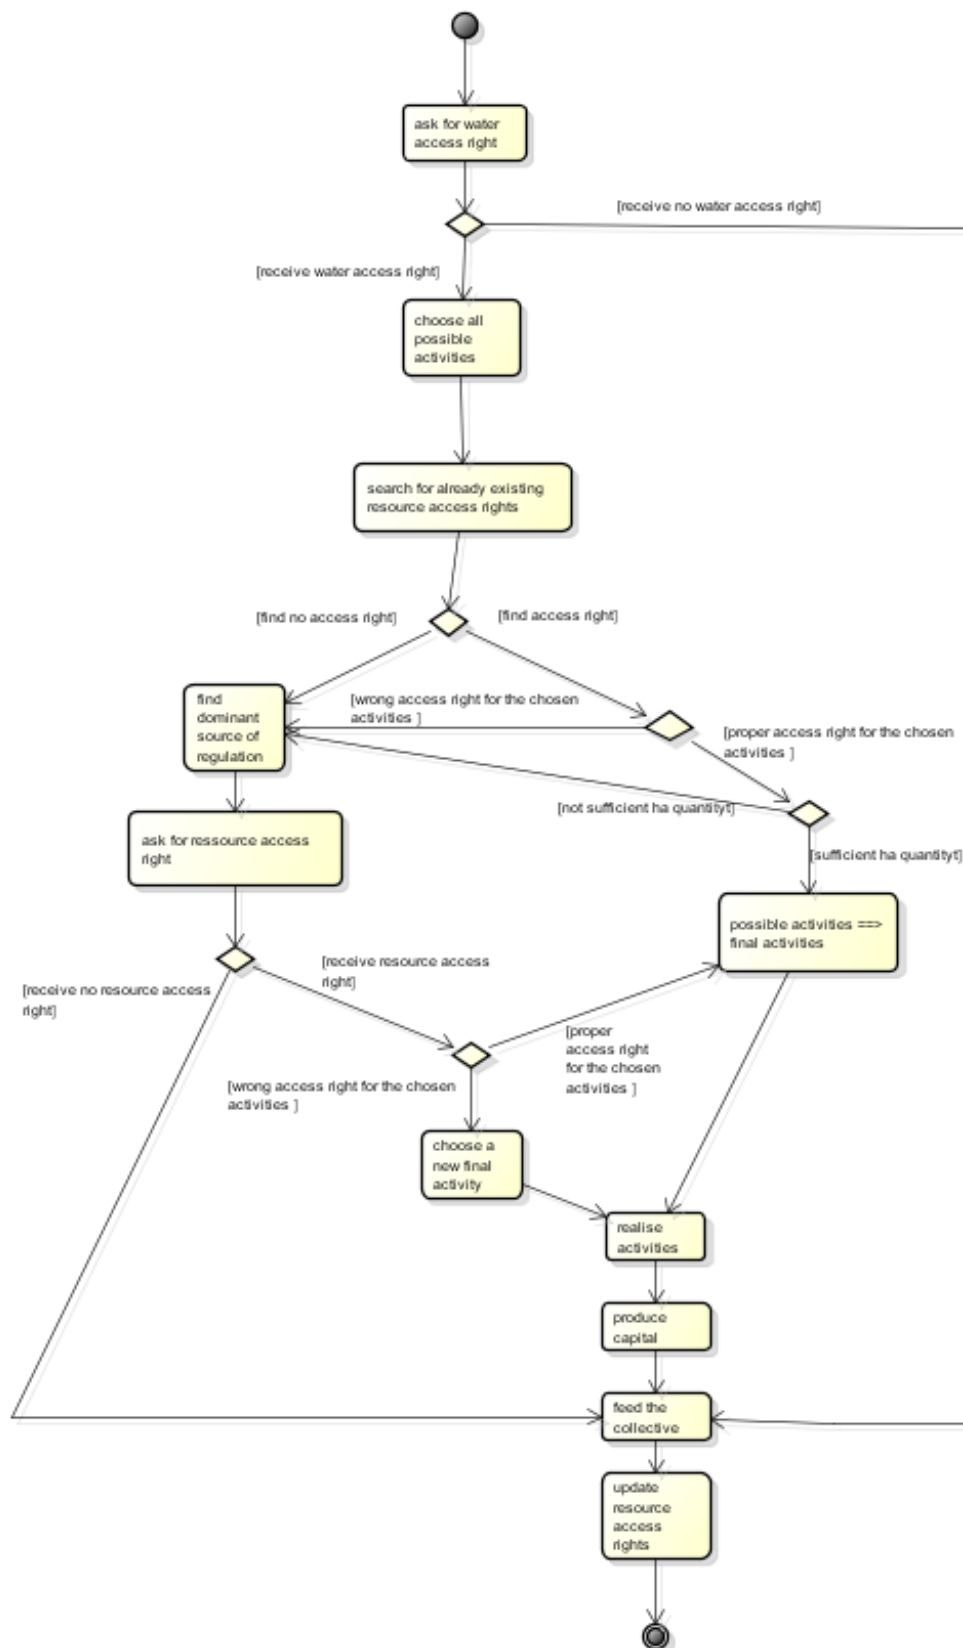 ask for water
access right
[receive no water access right]
[receive water access right]
choose all
possible
activities
search for already existing
resource access rights
[find no access right]
[find access right]
find
dominant
source of
regulation
[wrong access right for the chosen
activities ]
[proper access right for the chosen
activities ]
[not sufficient ha quantityt]
ask for ressource access
right
[sufficient ha quantityt]
possible activities ==>
final activities
[receive resource access
right]
[receive no resource access
right]
[proper
access right
for the chosen
activities ]
[wrong access right for the chosen
activities ]
choose a
new final
activity
realise
activities
produce
capital
feed the
collective
update
resource
access
rights